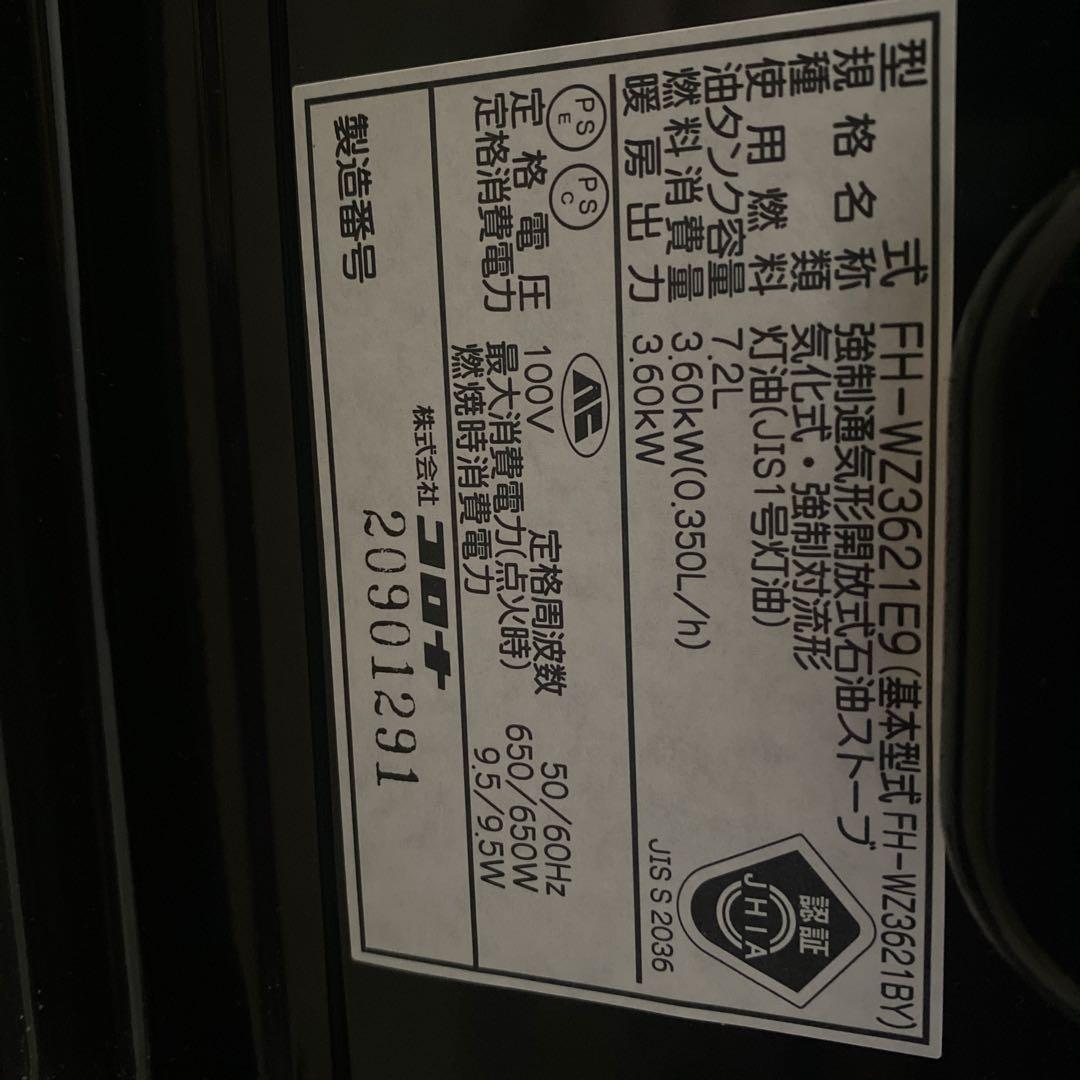 型式 FH-WZ3621E9(基本型式 FH-WZ3621BY)
規格名称 強制通気形開放式石油ストーブ
種類 気化式・強制対流形
使用燃料 灯油(JIS1号灯油)
油タンク容量 7.2L
燃料消費量 3.60kW(0.350L/h)
暖房出力 3.60kW
認証
JHIA
JIS S 2036
PSE PSC
定格電圧 100V 定格周波数 50/60Hz
定格消費電力 最大消費電力(点火時) 650/650W
燃焼時消費電力 9.5/9.5W
株式会社 コロナ
製造番号 20901291